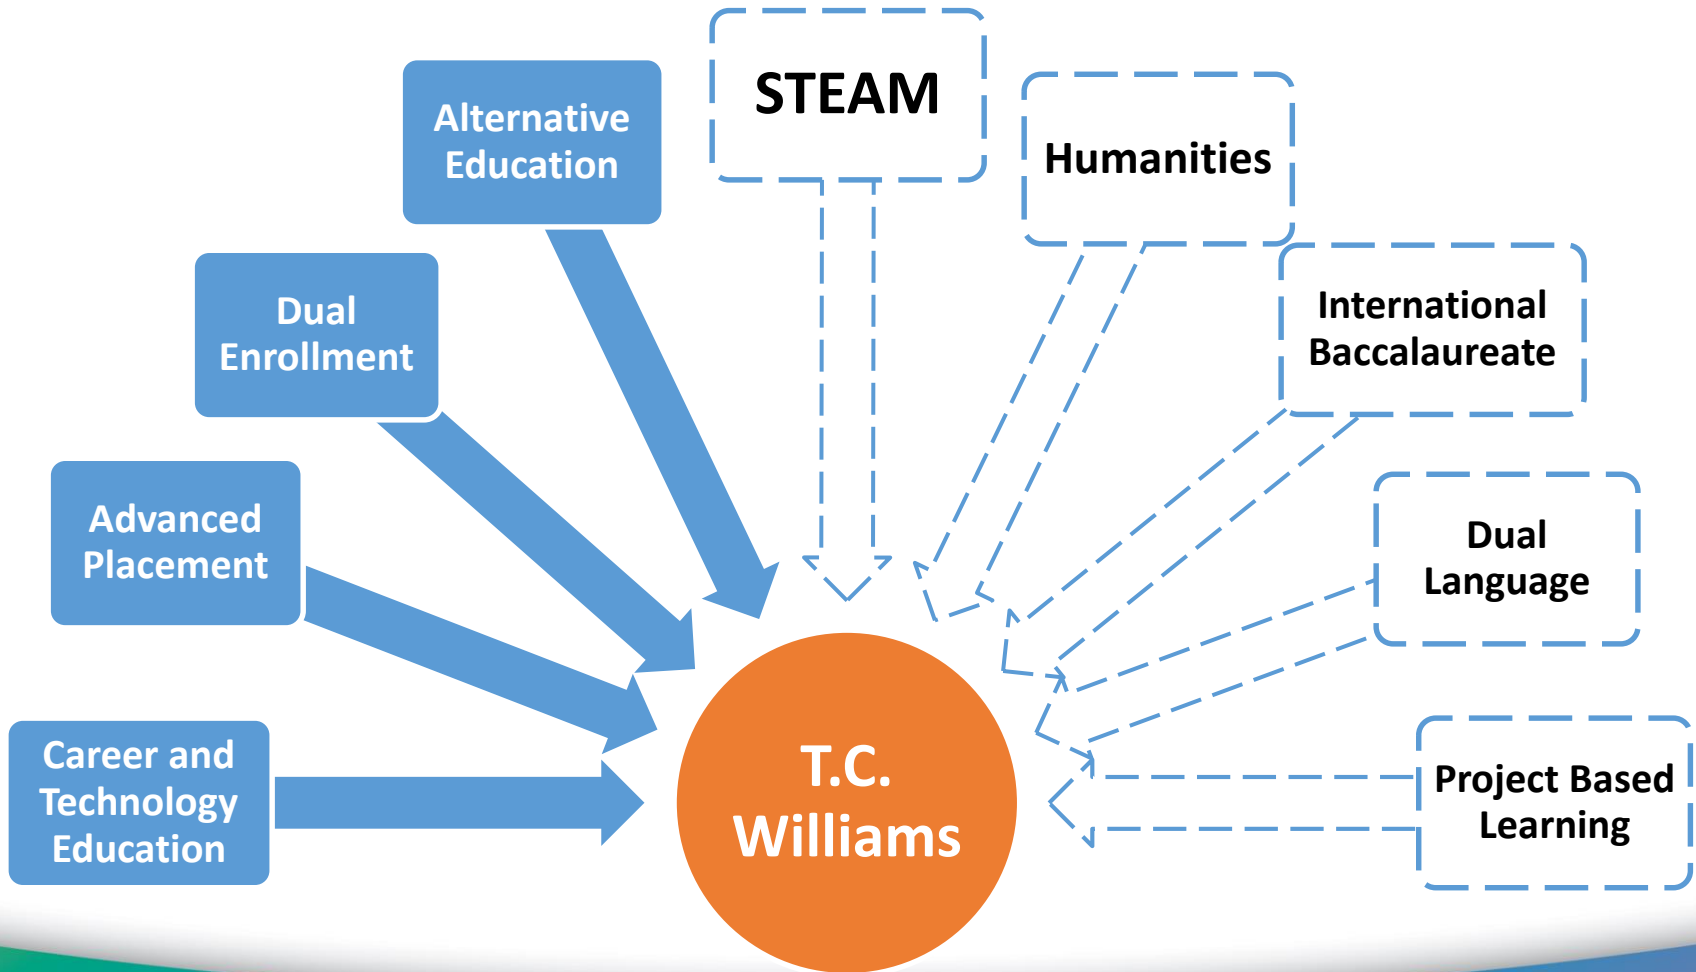 STEAM
Alternative
Education
Humanities
Dual
Enrollment
International
Baccalaureate
Advanced
Placement
Dual
Language
Career and
Technology
Education
T.C.
Williams
Project Based
Learning